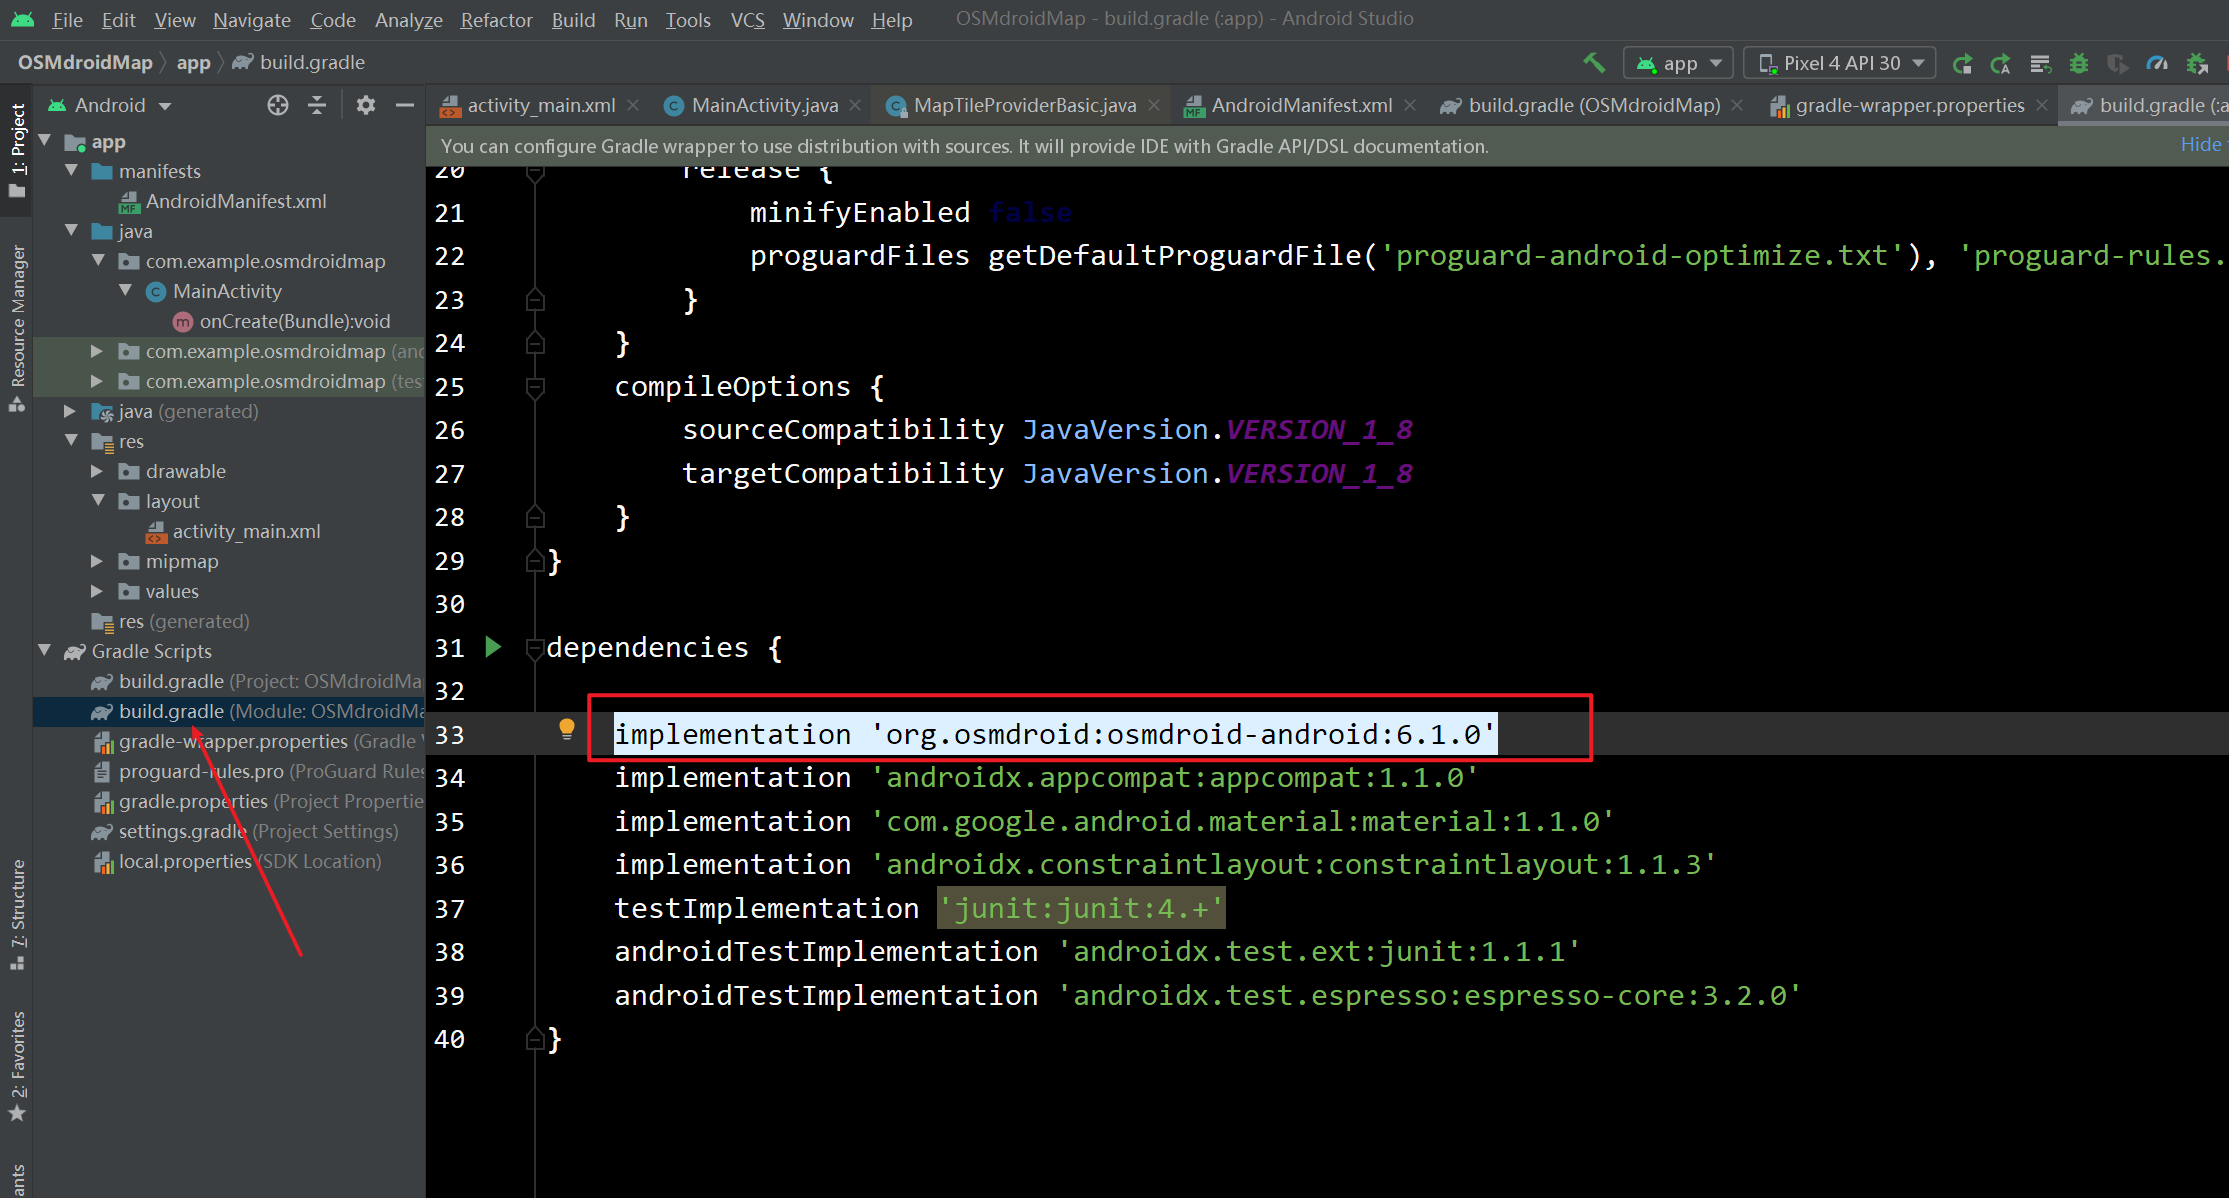 File Edit View Navigate Code Analyze Refactor Build Run Tools VCS Window Help OSMdroidMap - build.gradle (:app) - Android Studio
OSMdroidMap app build.gradle app Pixel 4 API 30
1: Project
Resource Manager
7: Structure
2: Favorites
Android
app
manifests
AndroidManifest.xml
java
com.example.osmdroidmap
MainActivity
onCreate(Bundle):void
com.example.osmdroidmap
com.example.osmdroidmap
java (generated)
res
drawable
layout
activity_main.xml
mipmap
values
res (generated)
Gradle Scripts
build.gradle (Project: OSMdroidMa
build.gradle (Module: OSMdroidMa
gradle-wrapper.properties (Gradle
proguard-rules.pro (ProGuard Rules
gradle.properties (Project Propertie
settings.gradle (Project Settings)
local.properties (SDK Location)
activity_main.xml MainActivity.java MapTileProviderBasic.java AndroidManifest.xml build.gradle (OSMdroidMap) gradle-wrapper.properties build.gradle (:a
You can configure Gradle wrapper to use distribution with sources. It will provide IDE with Gradle API/DSL documentation. Hide
20 release {
21 minifyEnabled false
22 proguardFiles getDefaultProguardFile('proguard-android-optimize.txt'), 'proguard-rules.
23 }
24 }
25 compileOptions {
26 sourceCompatibility JavaVersion.VERSION_1_8
27 targetCompatibility JavaVersion.VERSION_1_8
28 }
29 }
30
31 dependencies {
32
33 implementation 'org.osmdroid:osmdroid-android:6.1.0'
34 implementation 'androidx.appcompat:appcompat:1.1.0'
35 implementation 'com.google.android.material:material:1.1.0'
36 implementation 'androidx.constraintlayout:constraintlayout:1.1.3'
37 testImplementation 'junit:junit:4.+'
38 androidTestImplementation 'androidx.test.ext:junit:1.1.1'
39 androidTestImplementation 'androidx.test.espresso:espresso-core:3.2.0'
40 }